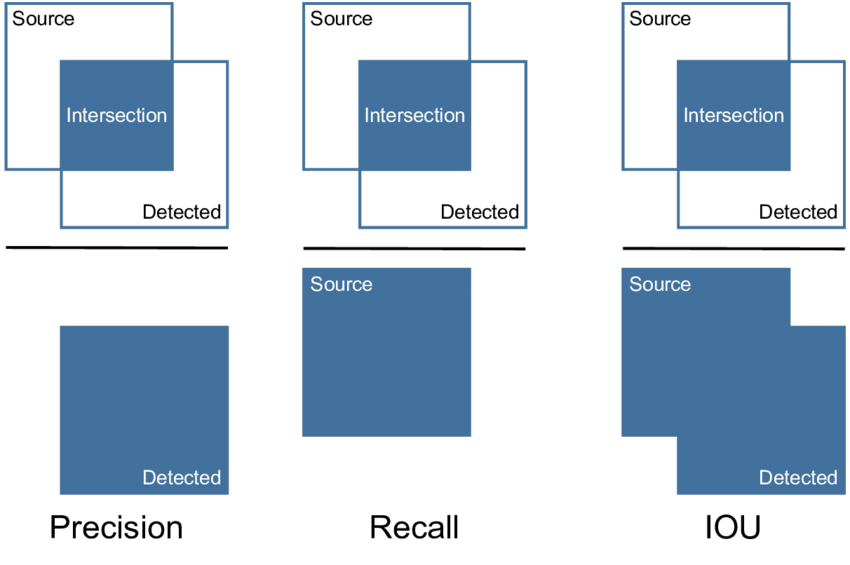 Source
Intersection
Detected
Source
Intersection
Detected
Source
Intersection
Detected
Detected
Source
Source
Detected
Precision
Recall
IOU